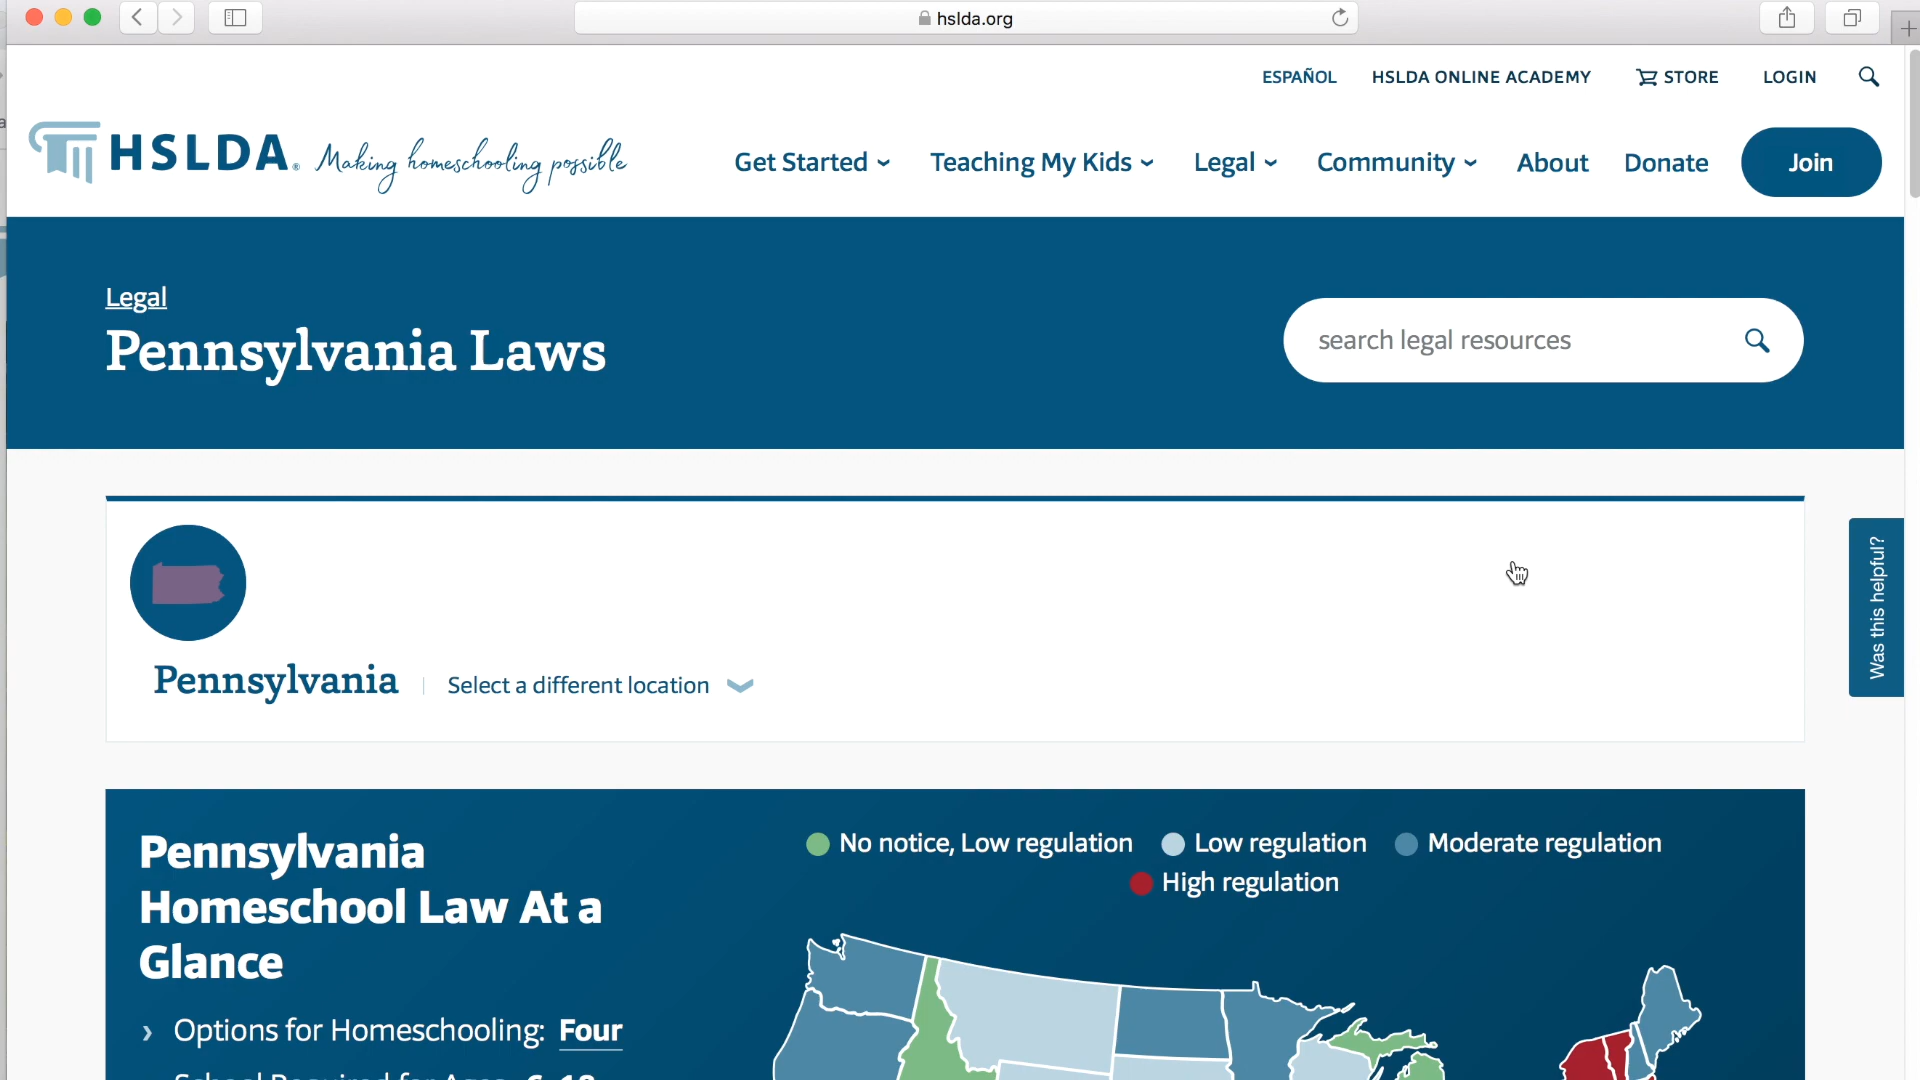 hslda.org
ESPAÑOL HSLDA ONLINE ACADEMY STORE LOGIN
HSLDA® Making homeschooling possible
Get Started Teaching My Kids Legal Community About Donate Join
Legal
Pennsylvania Laws
search legal resources
Was this helpful?
Pennsylvania Select a different location
Pennsylvania
Homeschool Law At a
Glance
No notice, Low regulation Low regulation Moderate regulation
High regulation
Options for Homeschooling: Four